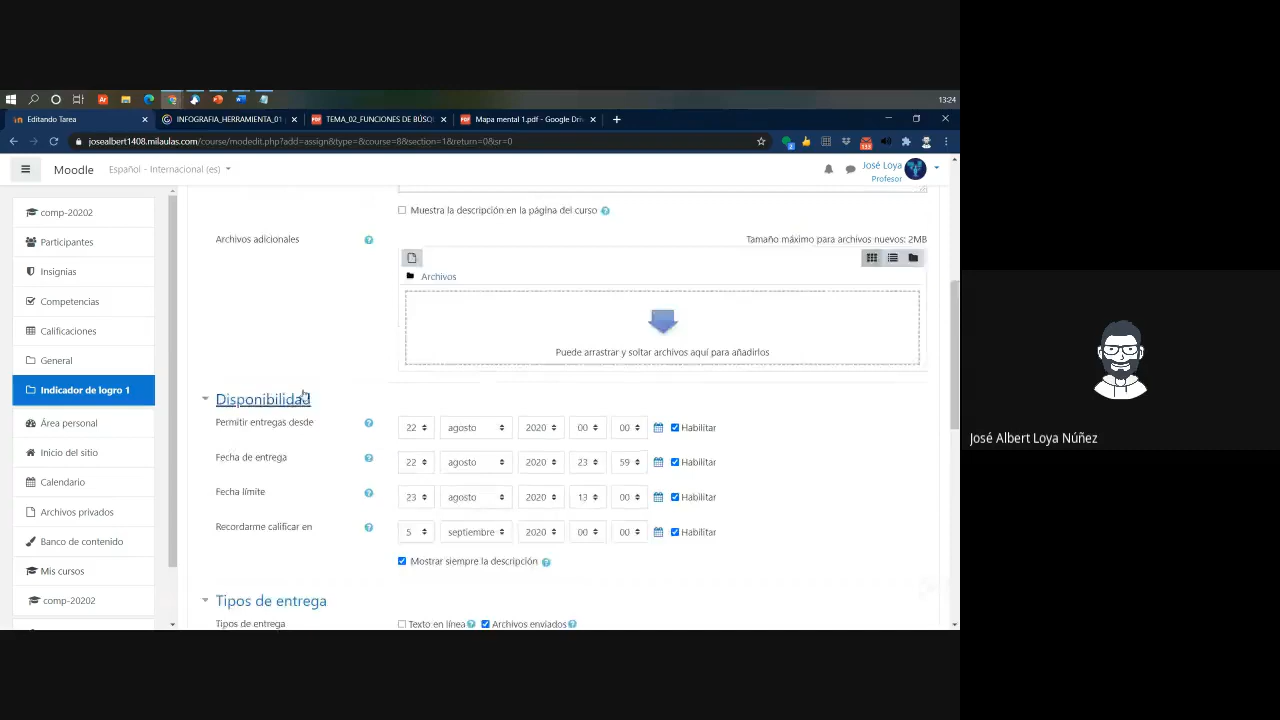 13:24
Editando Tarea
INFOGRAFIA_HERRAMIENTA_01
TEMA_02_FUNCIONES DE BÚSQ
Mapa mental 1.pdf - Google Driv
josealbert1408.milaulas.com/course/modedit.php?add=assign&type=&course=8&section=1&return=0&sr=0
Moodle
Español - Internacional (es)
José Loya
Profesor
comp-20202
Participantes
Insignias
Competencias
Calificaciones
General
Indicador de logro 1
Área personal
Inicio del sitio
Calendario
Archivos privados
Banco de contenido
Mis cursos
comp-20202
Muestra la descripción en la página del curso
Archivos adicionales
Tamaño máximo para archivos nuevos: 2MB
Archivos
Puede arrastrar y soltar archivos aquí para añadirlos
Disponibilidad
Permitir entregas desde 22 agosto 2020 00 00 Habilitar
Fecha de entrega 22 agosto 2020 23 59 Habilitar
Fecha límite 23 agosto 2020 13 00 Habilitar
Recordarme calificar en 5 septiembre 2020 00 00 Habilitar
Mostrar siempre la descripción
Tipos de entrega
Tipos de entrega Texto en línea Archivos enviados
José Albert Loya Núñez